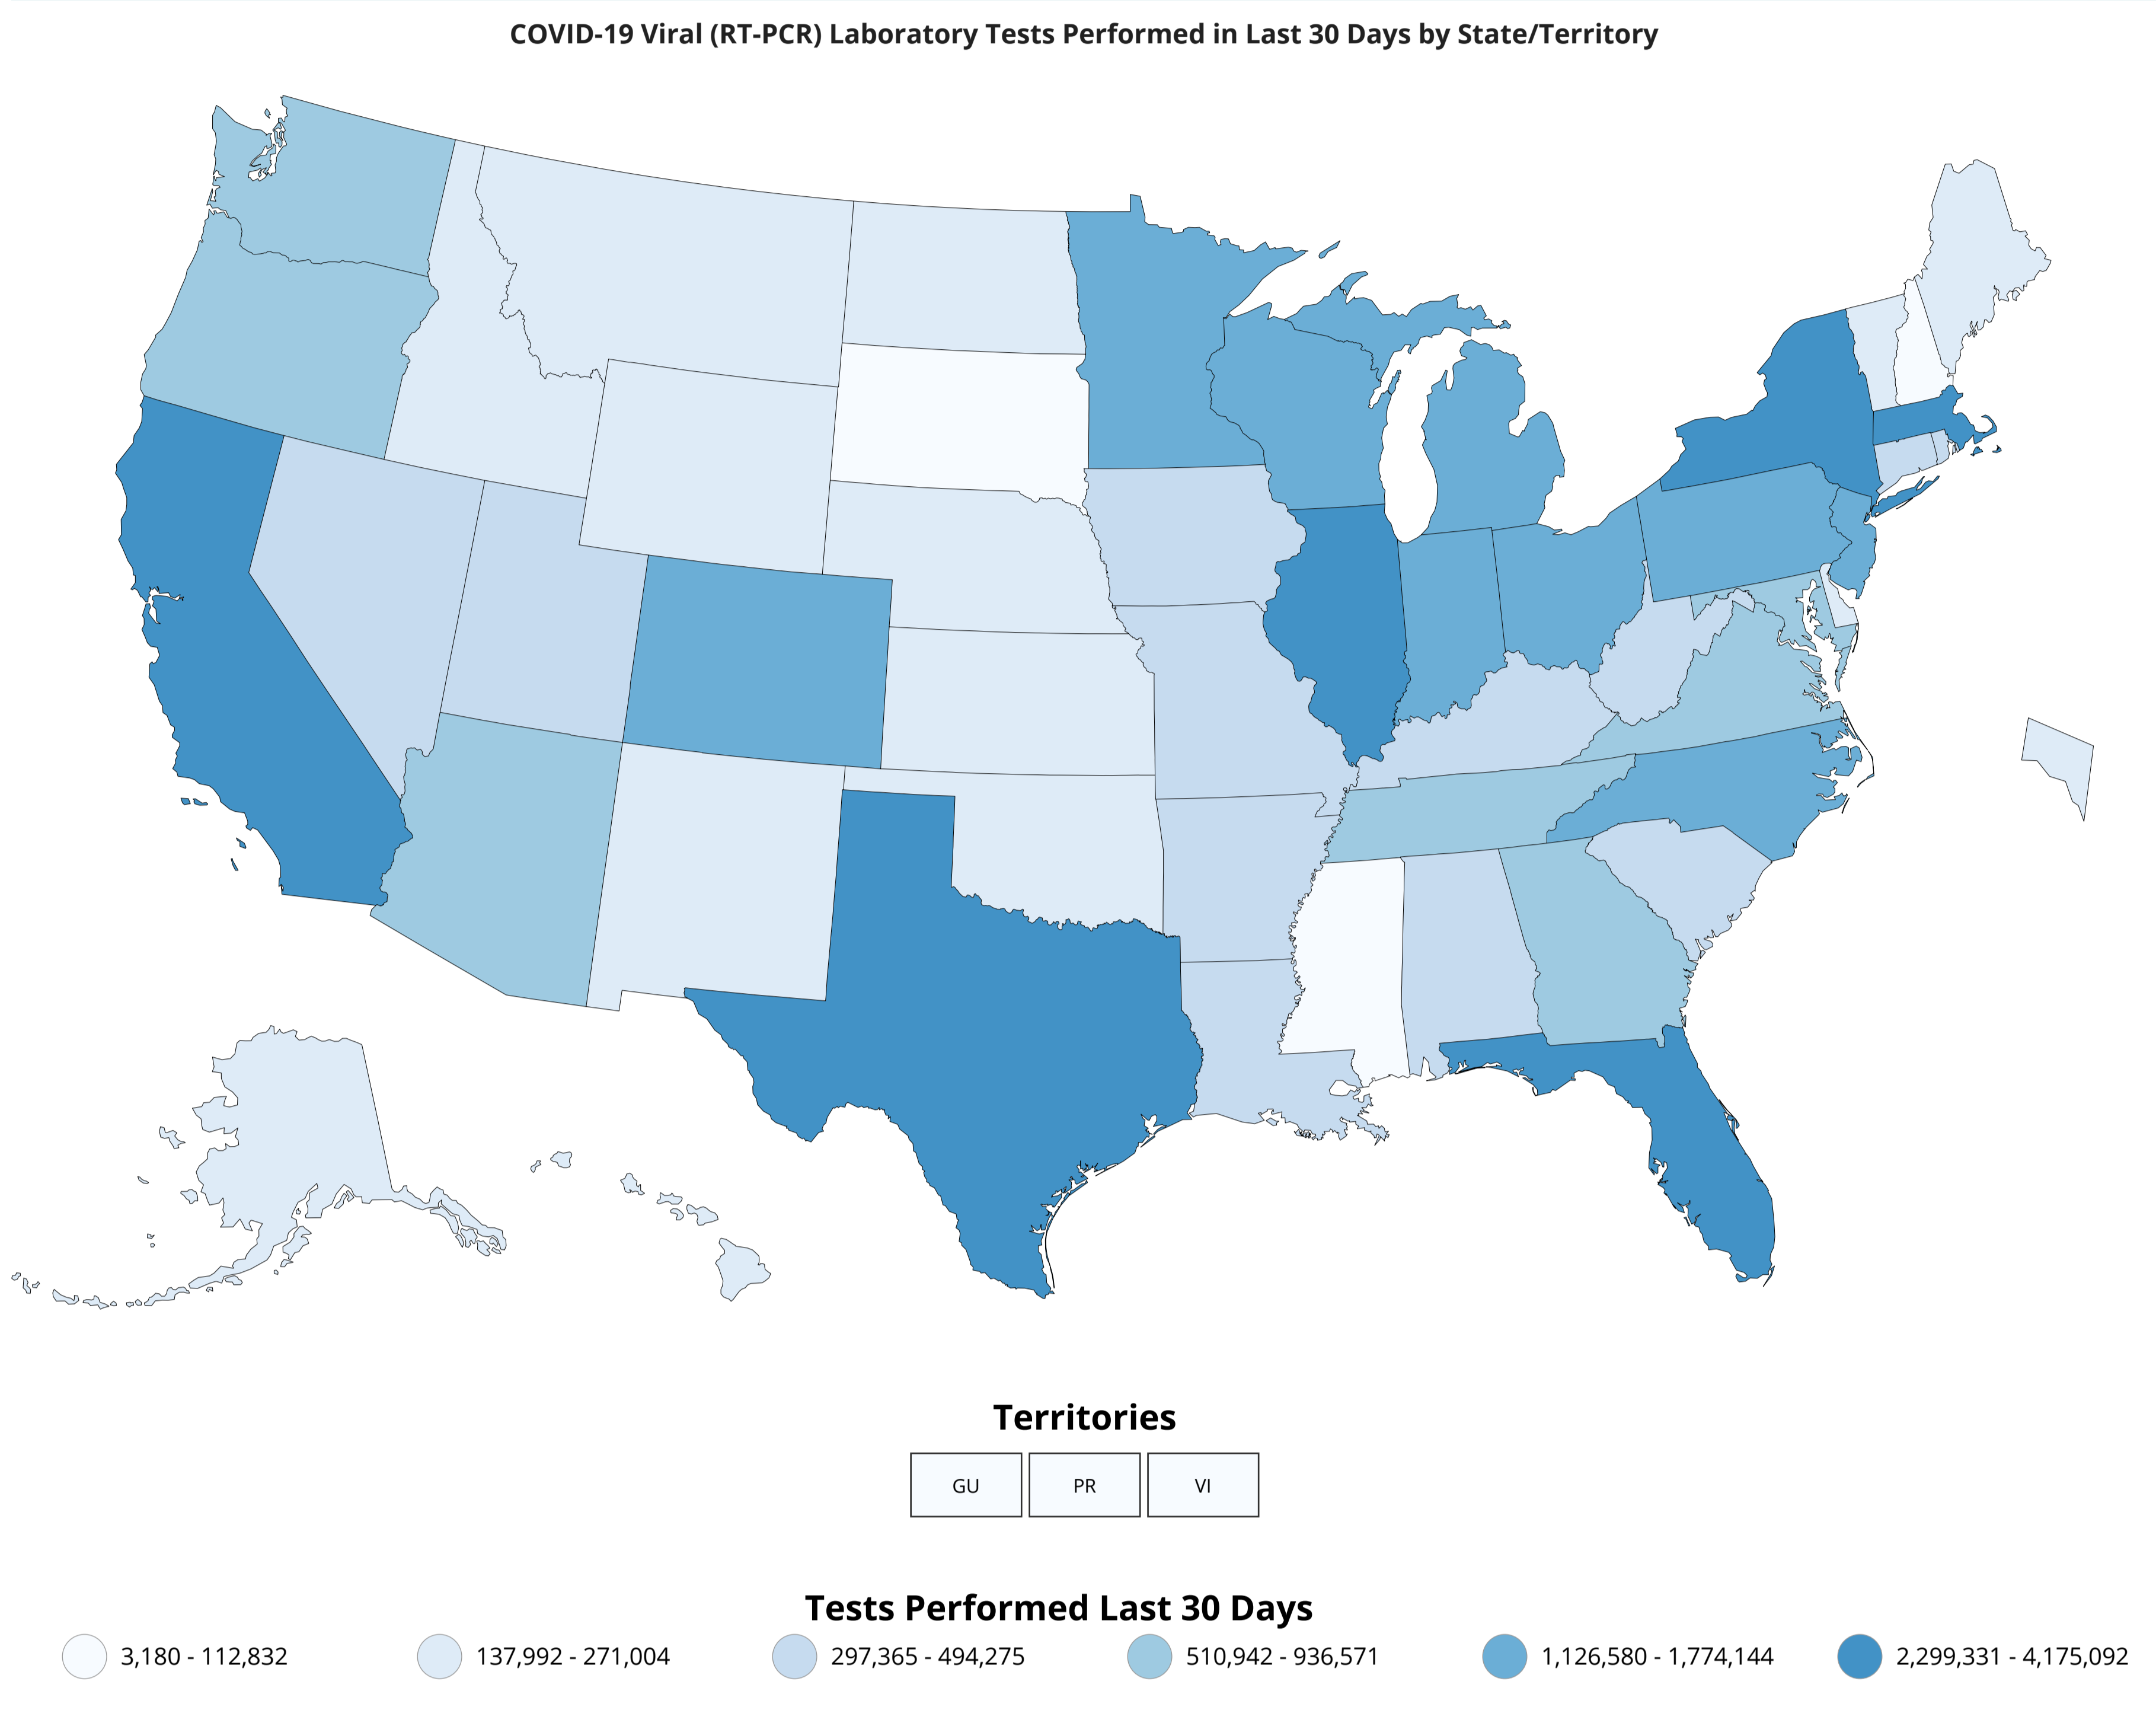 COVID-19 Viral (RT-PCR) Laboratory Tests Performed in Last 30 Days by State/Territory
Territories
GU PR VI
Tests Performed Last 30 Days
3,180 - 112,832 137,992 - 271,004 297,365 - 494,275 510,942 - 936,571 1,126,580 - 1,774,144 2,299,331 - 4,175,092